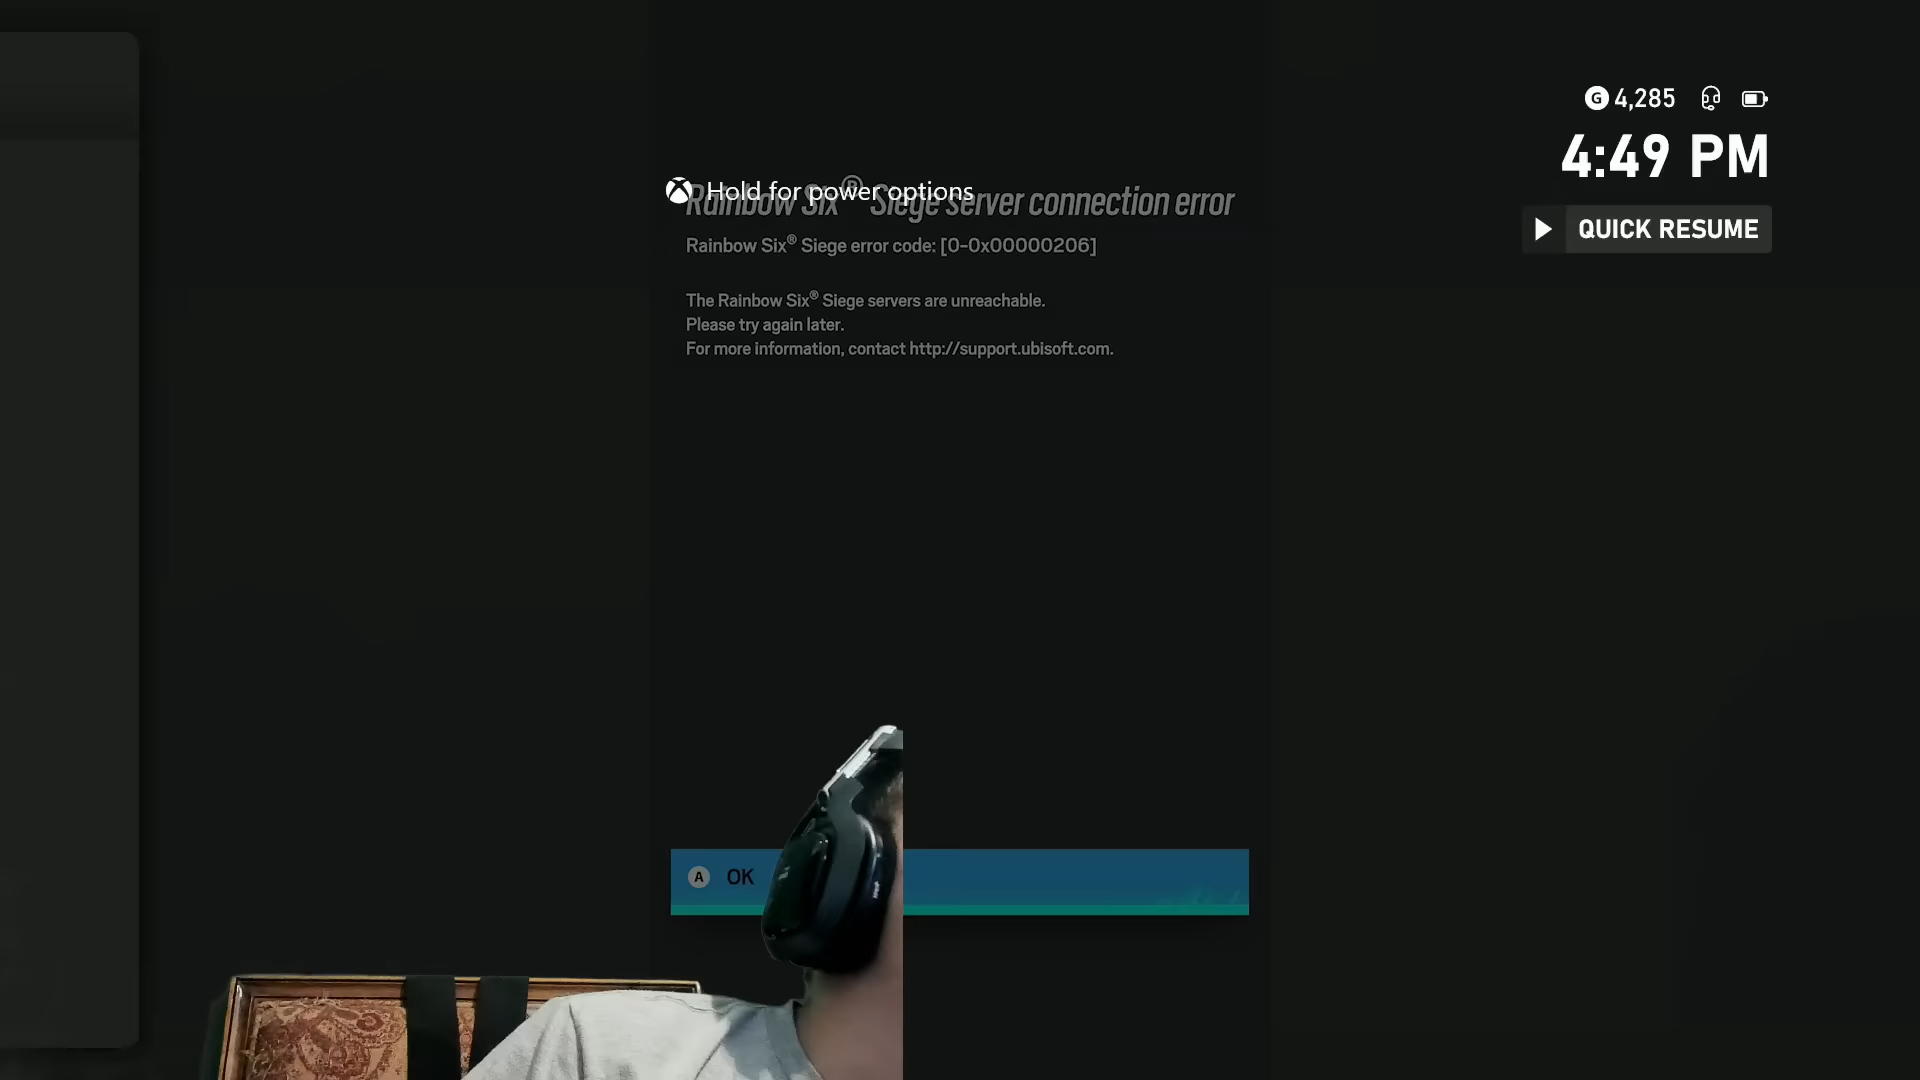 G 4,285
4:49 PM
QUICK RESUME
Hold for power options
Rainbow Six® Siege server connection error
Rainbow Six® Siege error code: [0-0x00000206]
The Rainbow Six® Siege servers are unreachable.
Please try again later.
For more information, contact http://support.ubisoft.com.
A OK